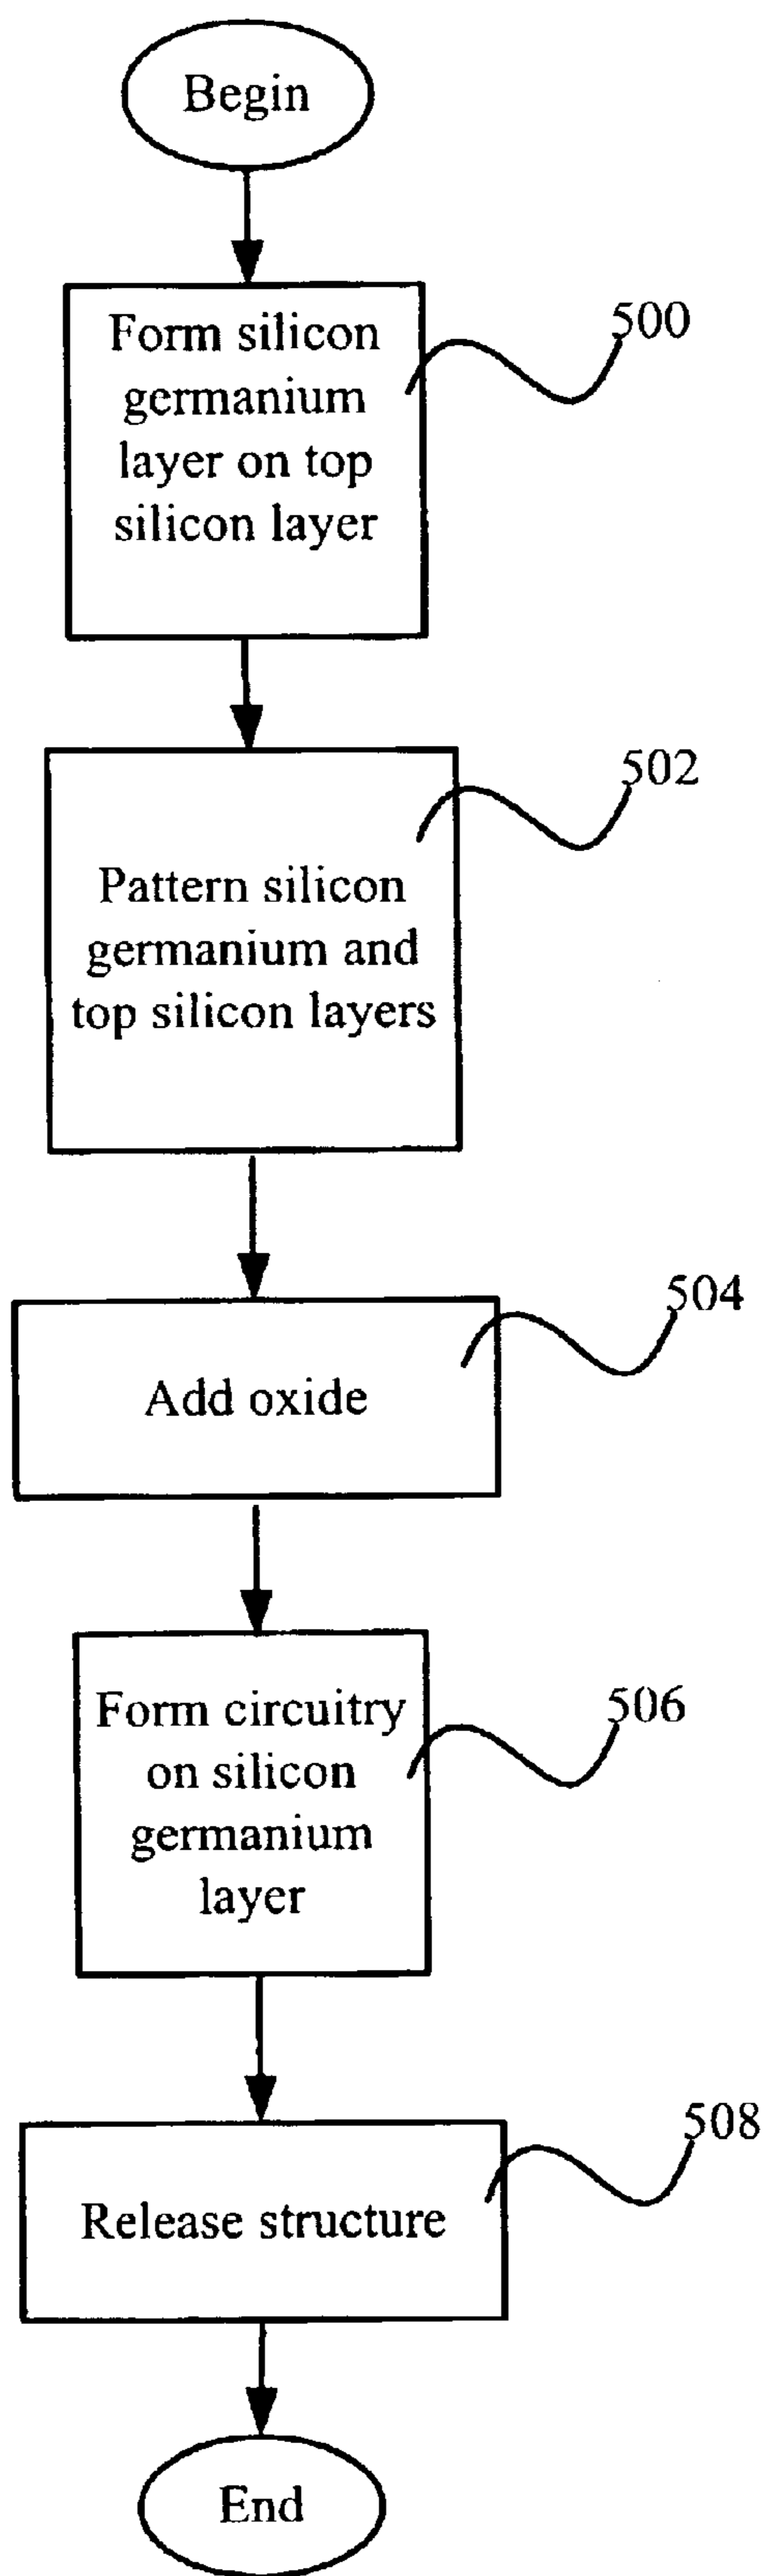 Begin
Form silicon
germanium
layer on top
silicon layer
500
Pattern silicon
germanium and
top silicon layers
502
Add oxide
504
Form circuitry
on silicon
germanium
layer
506
Release structure
508
End